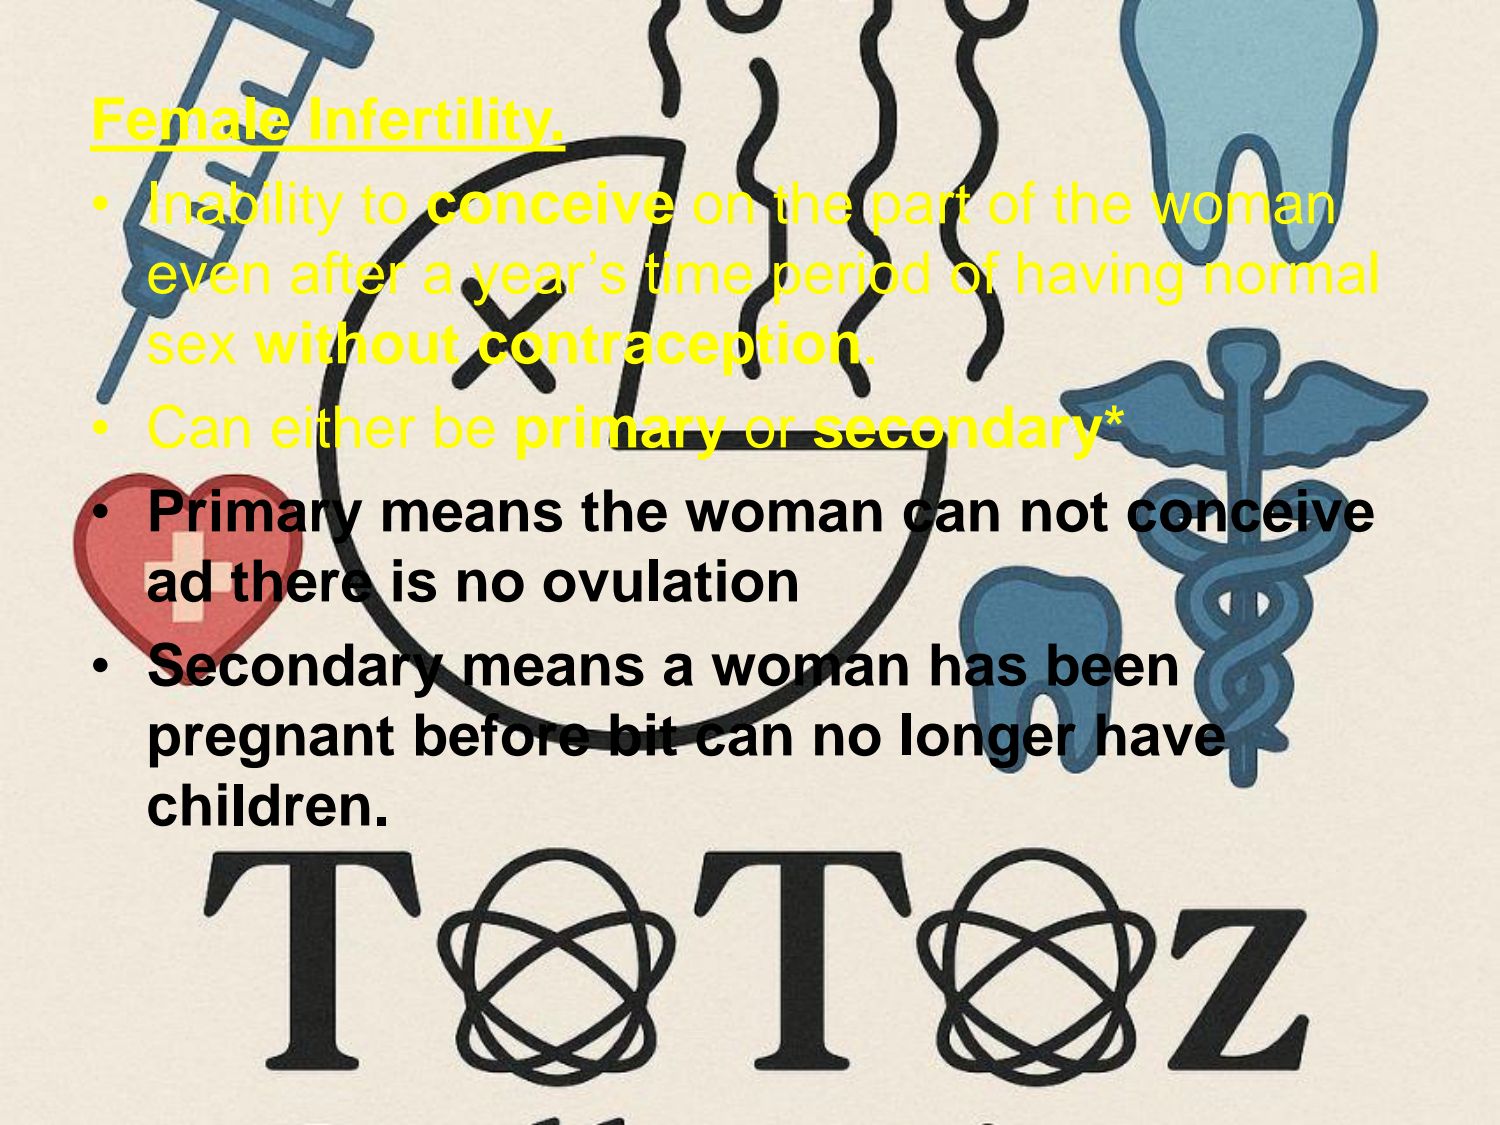 Female Infertility.
• Inability to conceive on the part of the woman
even after a year’s time period of having normal
sex without contraception.
• Can either be primary or secondary*
• Primary means the woman can not conceive
ad there is no ovulation
• Secondary means a woman has been
pregnant before bit can no longer have
children.
TOTOZ